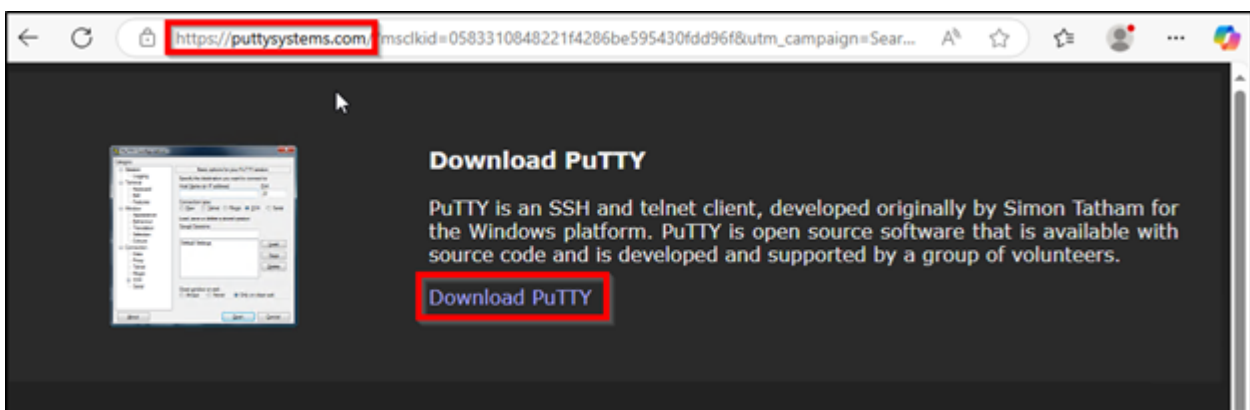 https://puttysystems.com/?msclkid=0583310848221f4286be595430fdd96f&utm_campaign=Sear...
Download PuTTY
PuTTY is an SSH and telnet client, developed originally by Simon Tatham for
the Windows platform. PuTTY is open source software that is available with
source code and is developed and supported by a group of volunteers.
Download PuTTY